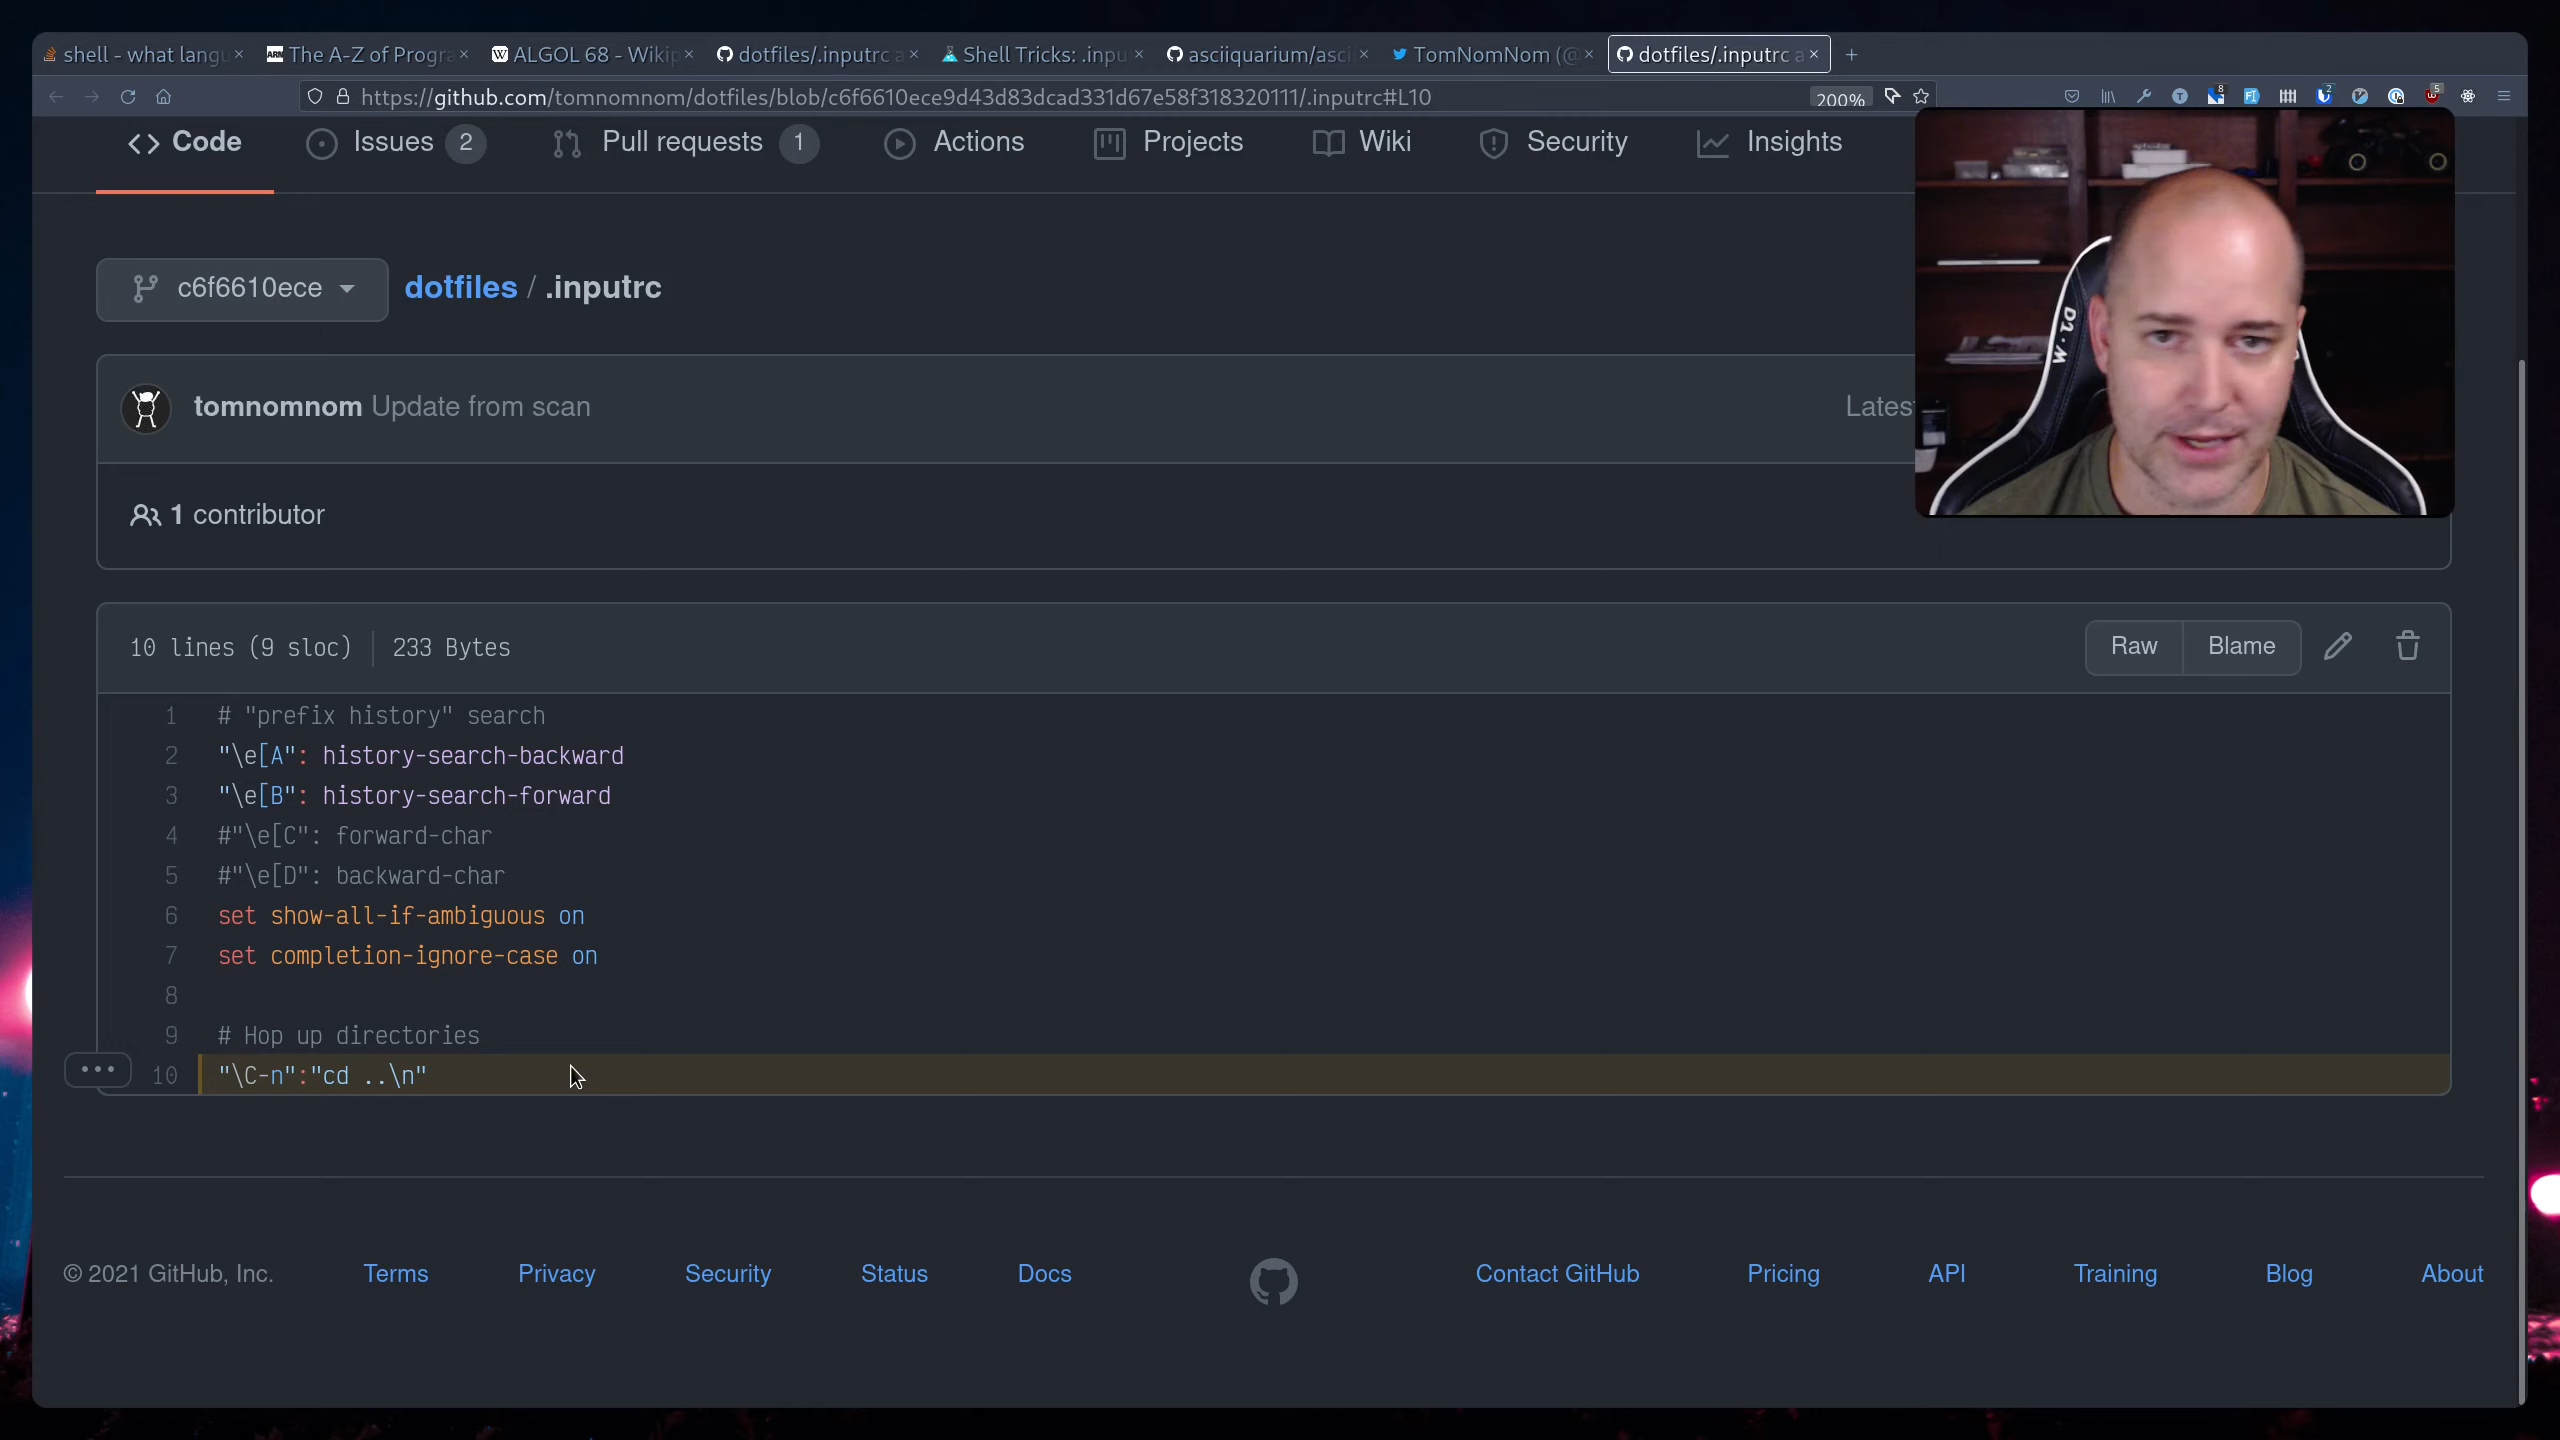 shell - what langu
The A-Z of Progra
ALGOL 68 - Wikip
dotfiles/.inputrc a
Shell Tricks: .inpu
asciiquarium/ascii
TomNomNom (@
dotfiles/.inputrc a
https://github.com/tomnomnom/dotfiles/blob/c6f6610ece9d43d83dcad331d67e58f318320111/.inputrc#L10
200%
8
2
5
Code
Issues 2
Pull requests 1
Actions
Projects
Wiki
Security
Insights
c6f6610ece
dotfiles / .inputrc
tomnomnom Update from scan
Lates
1 contributor
10 lines (9 sloc) 233 Bytes
Raw
Blame
1 # "prefix history" search
2 "\e[A": history-search-backward
3 "\e[B": history-search-forward
4 #"\e[C": forward-char
5 #"\e[D": backward-char
6 set show-all-if-ambiguous on
7 set completion-ignore-case on
8
9 # Hop up directories
10 "\C-n":"cd ..\n"
© 2021 GitHub, Inc.
Terms
Privacy
Security
Status
Docs
Contact GitHub
Pricing
API
Training
Blog
About